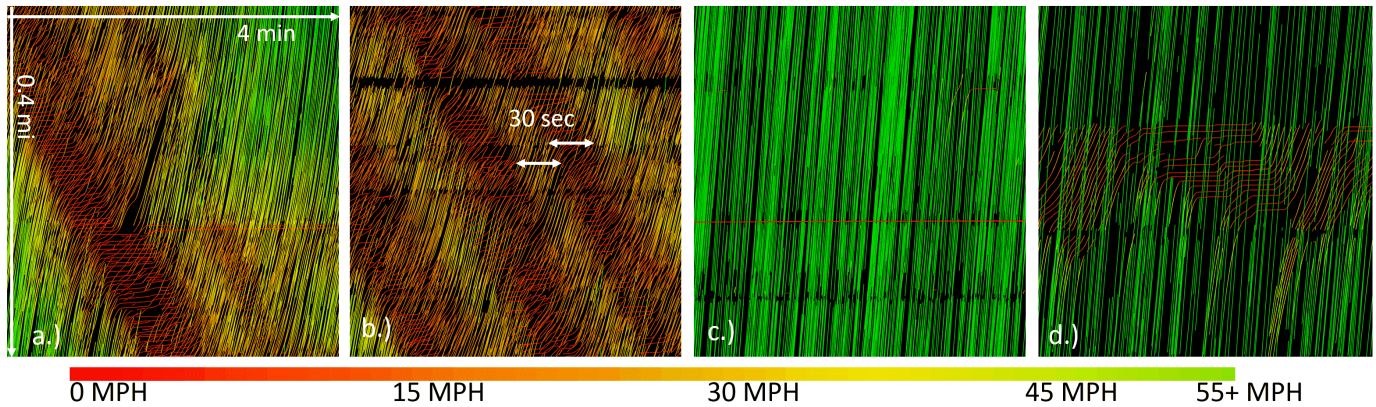 4 min
0.4 mi
30 sec
a.)
b.)
c.)
d.)
0 MPH 15 MPH 30 MPH 45 MPH 55+ MPH